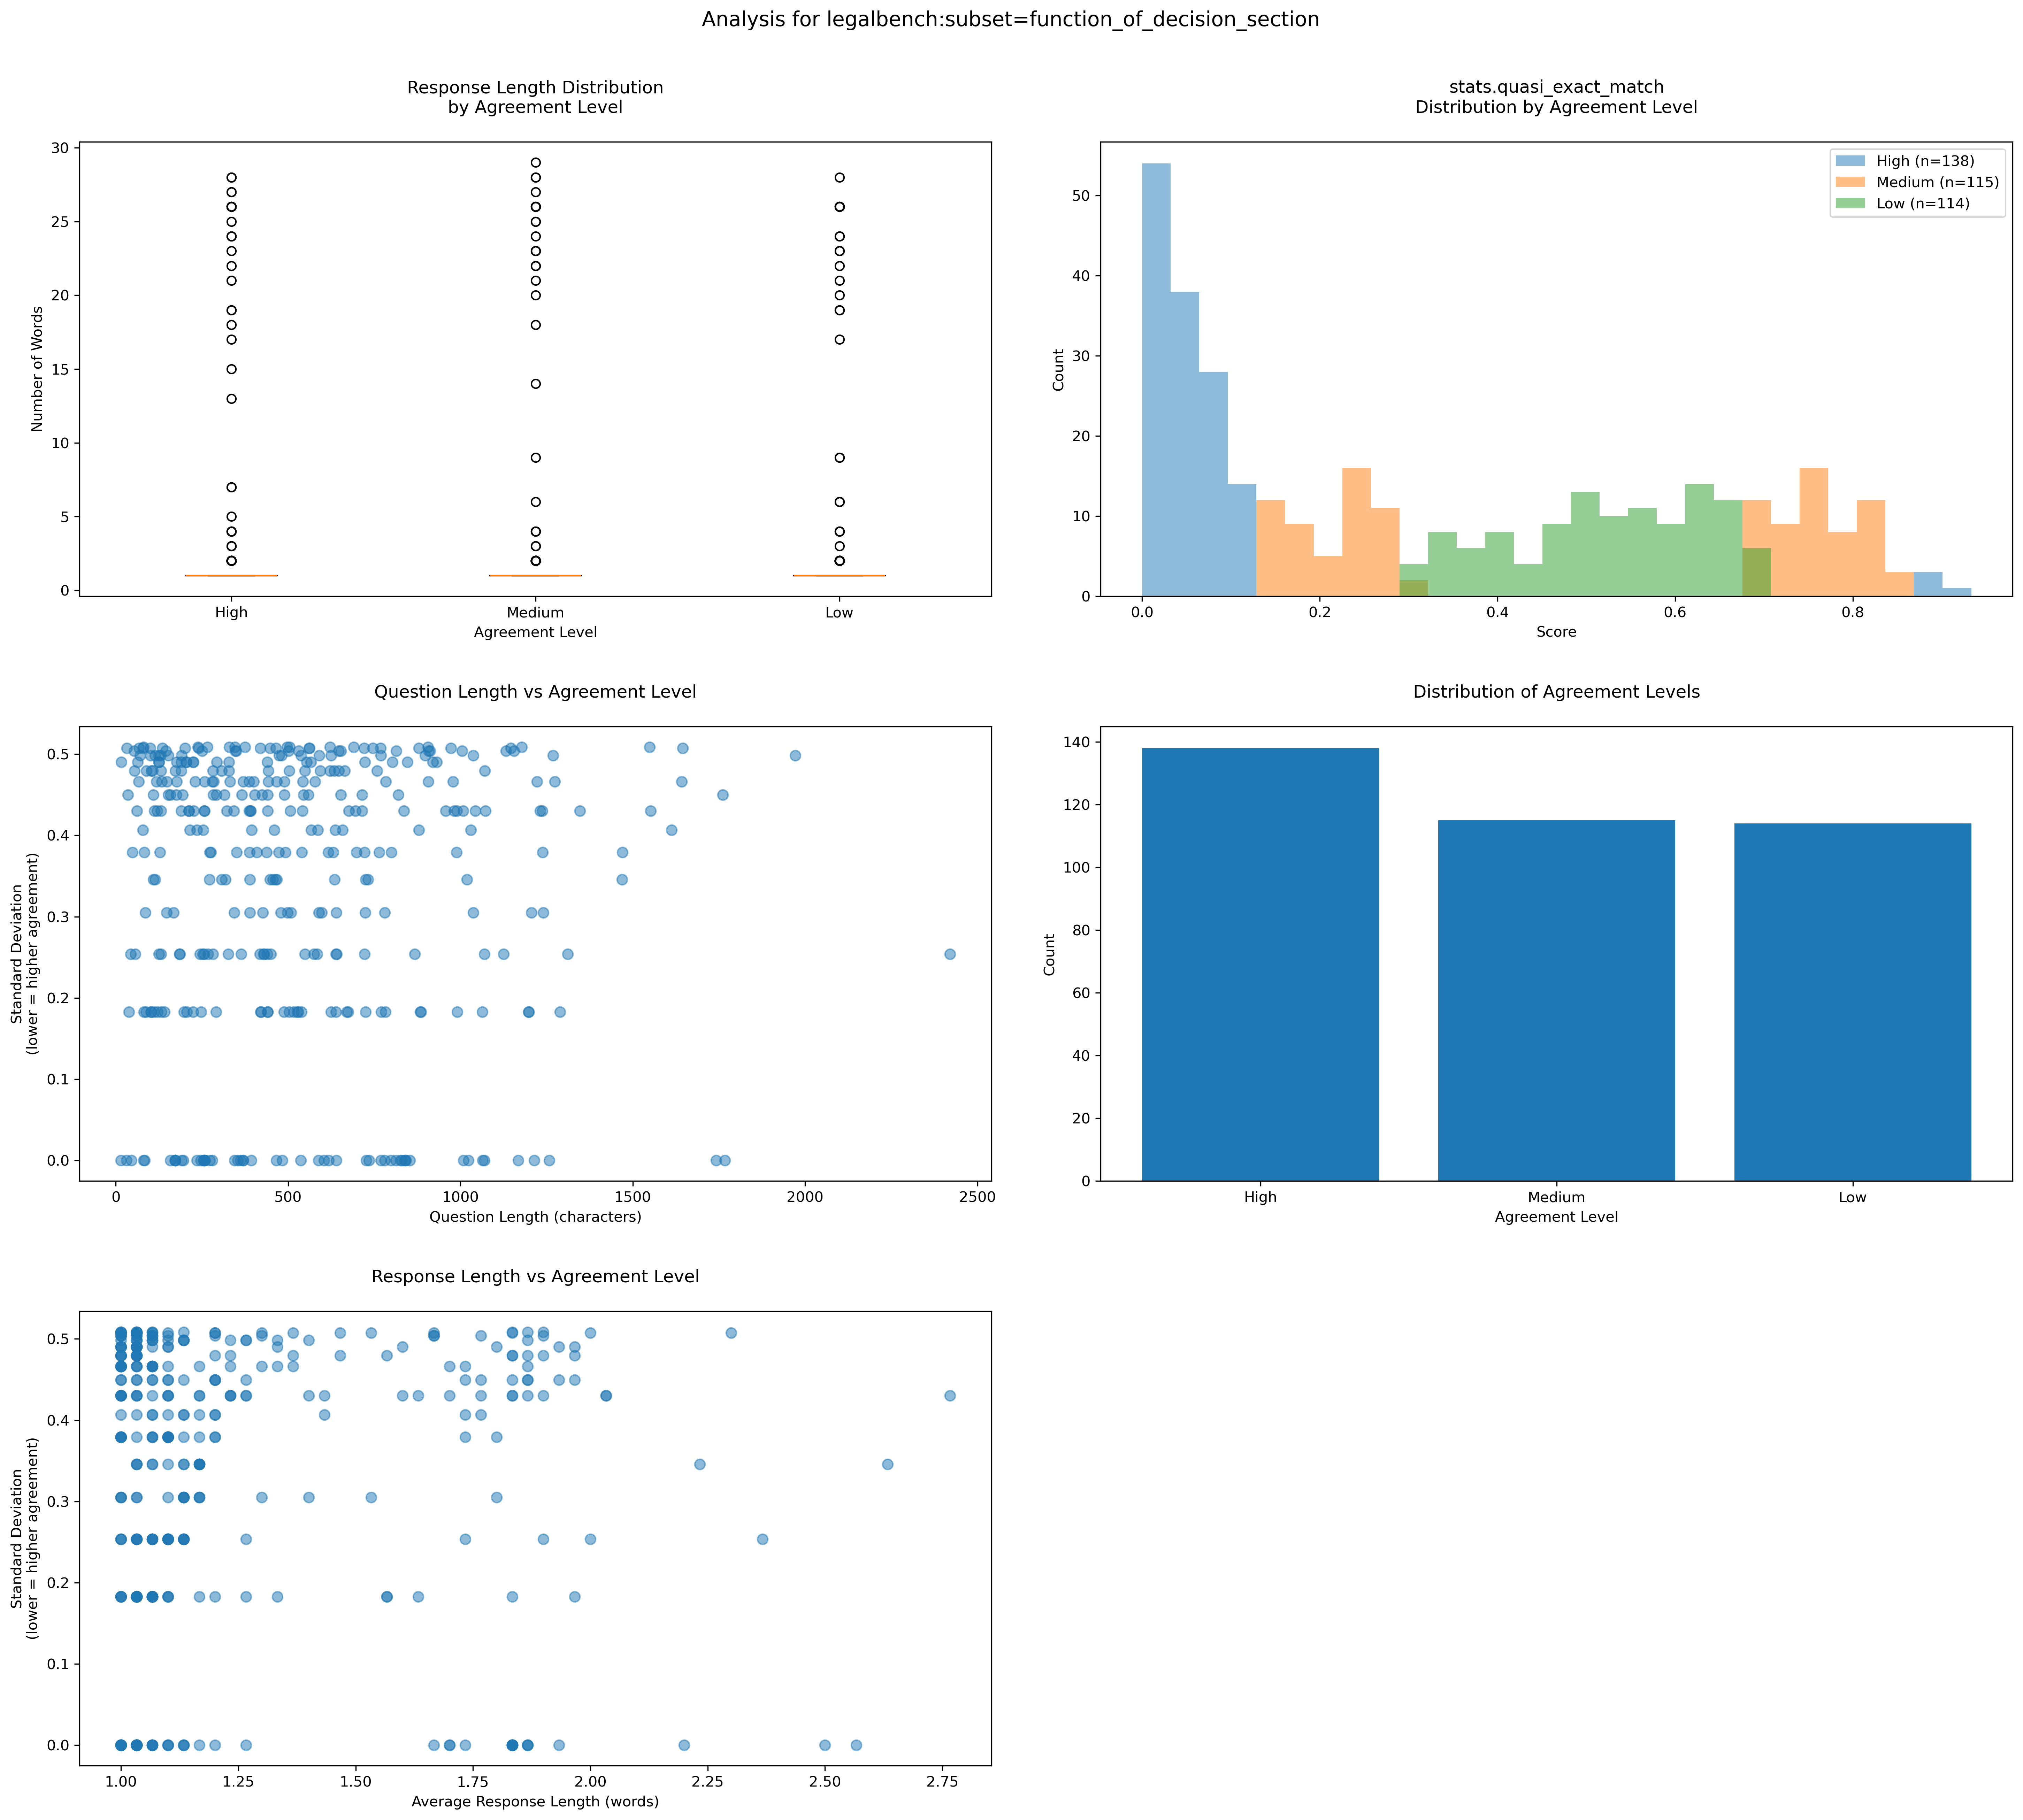 Analysis for legalbench:subset=function_of_decision_section
Response Length Distribution
by Agreement Level
30
25
20
15
10
5
0
Number of Words
High
Medium
Low
Agreement Level
stats.quasi_exact_match
Distribution by Agreement Level
High (n=138)
Medium (n=115)
Low (n=114)
50
40
30
20
10
0
Count
0.0
0.2
0.4
0.6
0.8
Score
Question Length vs Agreement Level
0.5
0.4
0.3
0.2
0.1
0.0
Standard Deviation
(lower = higher agreement)
0
500
1000
1500
2000
2500
Question Length (characters)
Distribution of Agreement Levels
140
120
100
80
60
40
20
0
Count
High
Medium
Low
Agreement Level
Response Length vs Agreement Level
0.5
0.4
0.3
0.2
0.1
0.0
Standard Deviation
(lower = higher agreement)
1.00
1.25
1.50
1.75
2.00
2.25
2.50
2.75
Average Response Length (words)